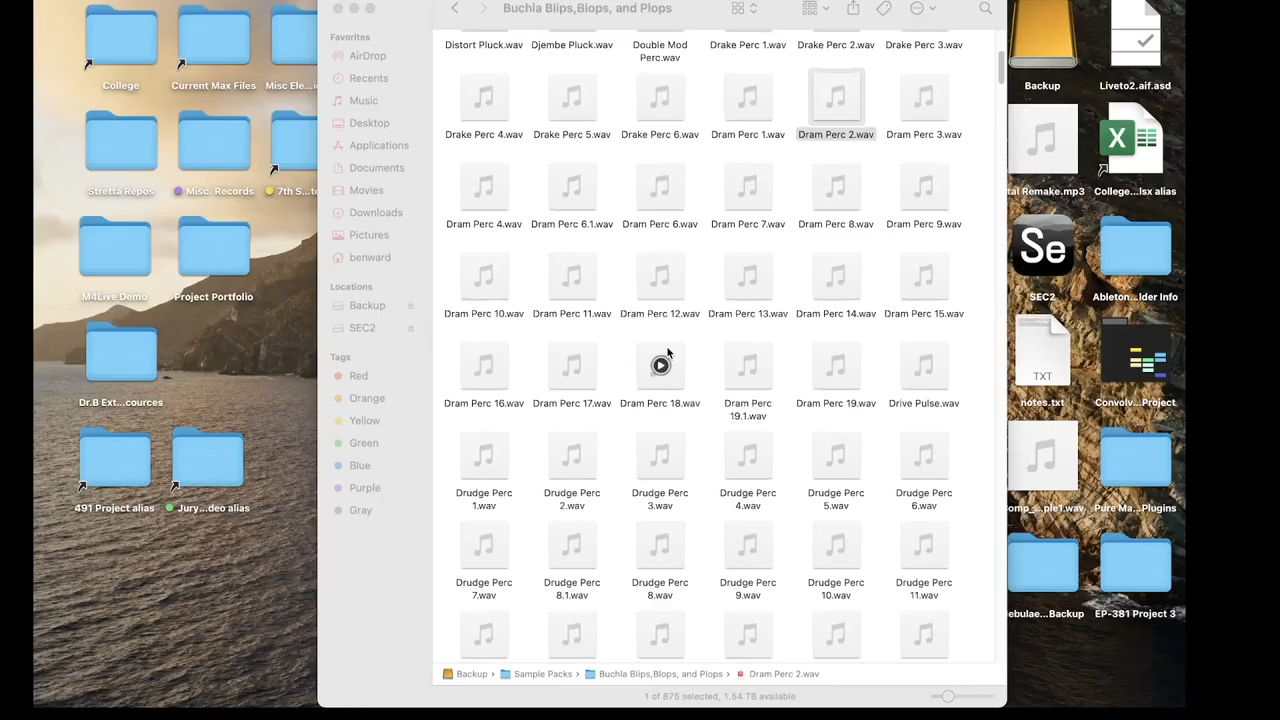 Buchla Blips,Blops, and Plops
Favorites
AirDrop
Recents
Music
Desktop
Applications
Documents
Movies
Downloads
Pictures
benward
Locations
Backup
SEC2
Tags
Red
Orange
Yellow
Green
Blue
Purple
Gray
College
Current Max Files
Misc Ele...
Stretta Repos
Misc. Records
7th S...
M4Live Demo
Project Portfolio
Dr.B Ext...cources
491 Project alias
Jury...deo alias
Distort Pluck.wav
Djembe Pluck.wav
Double Mod
Perc.wav
Drake Perc 1.wav
Drake Perc 2.wav
Drake Perc 3.wav
Drake Perc 4.wav
Drake Perc 5.wav
Drake Perc 6.wav
Dram Perc 1.wav
Dram Perc 2.wav
Dram Perc 3.wav
Dram Perc 4.wav
Dram Perc 6.1.wav
Dram Perc 6.wav
Dram Perc 7.wav
Dram Perc 8.wav
Dram Perc 9.wav
Dram Perc 10.wav
Dram Perc 11.wav
Dram Perc 12.wav
Dram Perc 13.wav
Dram Perc 14.wav
Dram Perc 15.wav
Dram Perc 16.wav
Dram Perc 17.wav
Dram Perc 18.wav
Dram Perc
19.1.wav
Dram Perc 19.wav
Drive Pulse.wav
Drudge Perc
1.wav
Drudge Perc
2.wav
Drudge Perc
3.wav
Drudge Perc
4.wav
Drudge Perc
5.wav
Drudge Perc
6.wav
Drudge Perc
7.wav
Drudge Perc
8.1.wav
Drudge Perc
8.wav
Drudge Perc
9.wav
Drudge Perc
10.wav
Drudge Perc
11.wav
Backup › Sample Packs › Buchla Blips,Blops, and Plops › Dram Perc 2.wav
1 of 875 selected, 1.54 TB available
Backup
Liveto2.aif.asd
tal Remake.mp3
X
College...lsx alias
Se
SEC2
Ableton...lder Info
TXT
notes.txt
Convolv...Project
omp_...ple1.wav
Pure Ma...Plugins
ebulae...Backup
EP-381 Project 3